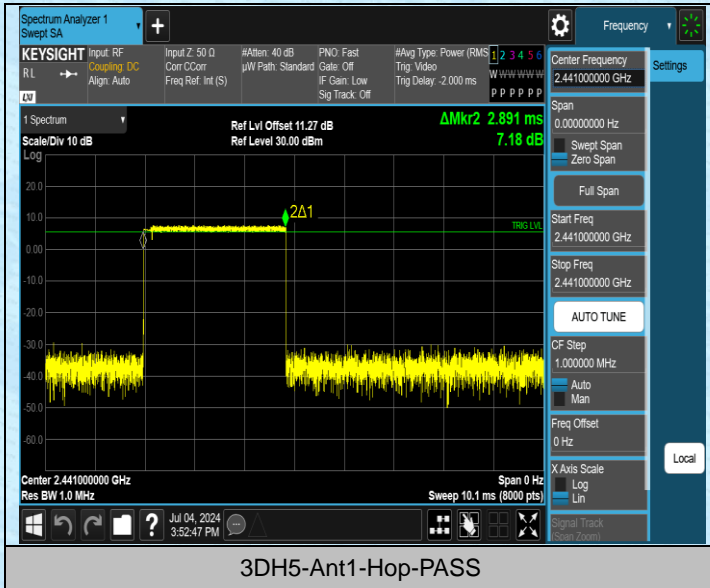 Spectrum Analyzer 1
Swept SA
+
Frequency
KEYSIGHT
RL
LXI
Input: RF
Coupling: DC
Align: Auto
Input Z: 50 Ω
Corr CCorr
Freq Ref: Int (S)
#Atten: 40 dB
µW Path: Standard
PNO: Fast
Gate: Off
IF Gain: Low
Sig Track: Off
#Avg Type: Power (RMS
Trig: Video
Trig Delay: -2.000 ms
1 2 3 4 5 6
W W W W W W
P P P P P P
1 Spectrum
Scale/Div 10 dB
Log
Ref Lvl Offset 11.27 dB
Ref Level 30.00 dBm
ΔMkr2 2.891 ms
7.18 dB
20.0
10.0
0.00
-10.0
-20.0
-30.0
-40.0
-50.0
-60.0
2Δ1
1
TRIG LVL
Center 2.441000000 GHz
Res BW 1.0 MHz
Span 0 Hz
Sweep 10.1 ms (8000 pts)
?
Jul 04, 2024
3:52:47 PM
Center Frequency
2.441000000 GHz
Settings
Span
0.00000000 Hz
Swept Span
Zero Span
Full Span
Start Freq
2.441000000 GHz
Stop Freq
2.441000000 GHz
AUTO TUNE
CF Step
1.000000 MHz
Auto
Man
Freq Offset
0 Hz
X Axis Scale
Log
Lin
Signal Track
(Span Zoom)
Local
3DH5-Ant1-Hop-PASS